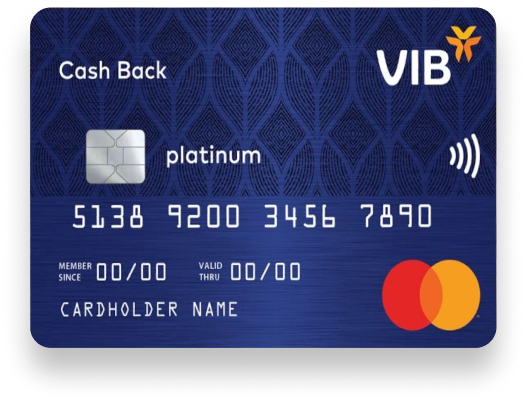 Cash Back
VIB
platinum
5138 9200 3456 7890
MEMBER SINCE 00/00 VALID THRU 00/00
CARDHOLDER NAME